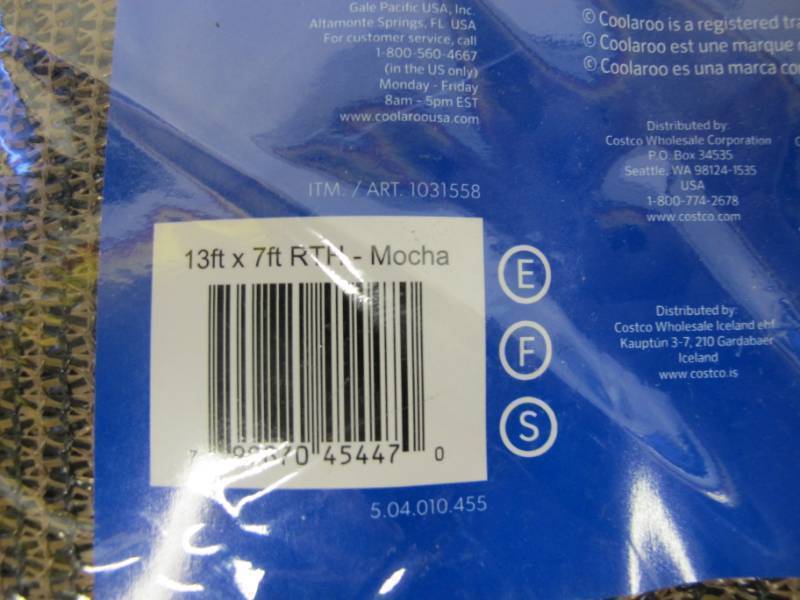 Gale Pacific USA, Inc.
Altamonte Springs, FL USA
For customer service, call
1-800-560-4667
(in the US only)
Monday - Friday
8am - 5pm EST
www.coolaroousa.com
© Coolaroo is a registered
© Coolaroo est une marque
© Coolaroo es una marca
Distributed by:
Costco Wholesale Corporation
P.O. Box 34535
Seattle, WA 98124-1535
USA
1-800-774-2678
www.costco.com
ITM. / ART. 1031558
13ft x 7ft RTH - Mocha
45447 0
E
F
S
Distributed by:
Costco Wholesale Iceland ehf
Kauptún 3-7, 210 Gardabaer
Iceland
www.costco.is
5.04.010.455